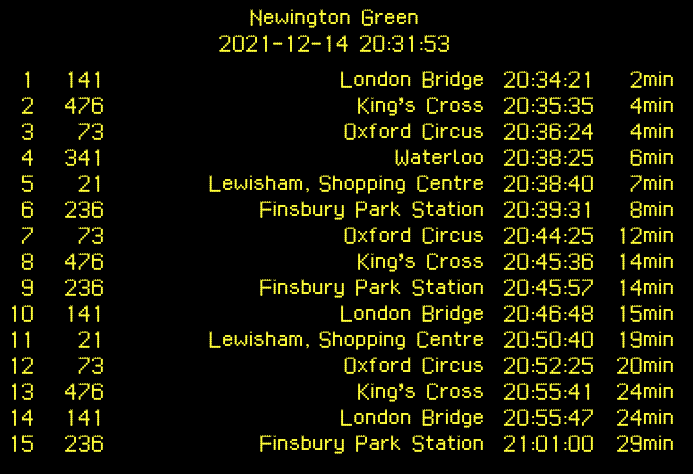 Newington Green
2021-12-14 20:31:53
1 141 London Bridge 20:34:21 2min
2 476 King's Cross 20:35:35 4min
3 73 Oxford Circus 20:36:24 4min
4 341 Waterloo 20:38:25 6min
5 21 Lewisham, Shopping Centre 20:38:40 7min
6 236 Finsbury Park Station 20:39:31 8min
7 73 Oxford Circus 20:44:25 12min
8 476 King's Cross 20:45:36 14min
9 236 Finsbury Park Station 20:45:57 14min
10 141 London Bridge 20:46:48 15min
11 21 Lewisham, Shopping Centre 20:50:40 19min
12 73 Oxford Circus 20:52:25 20min
13 476 King's Cross 20:55:41 24min
14 141 London Bridge 20:55:47 24min
15 236 Finsbury Park Station 21:01:00 29min